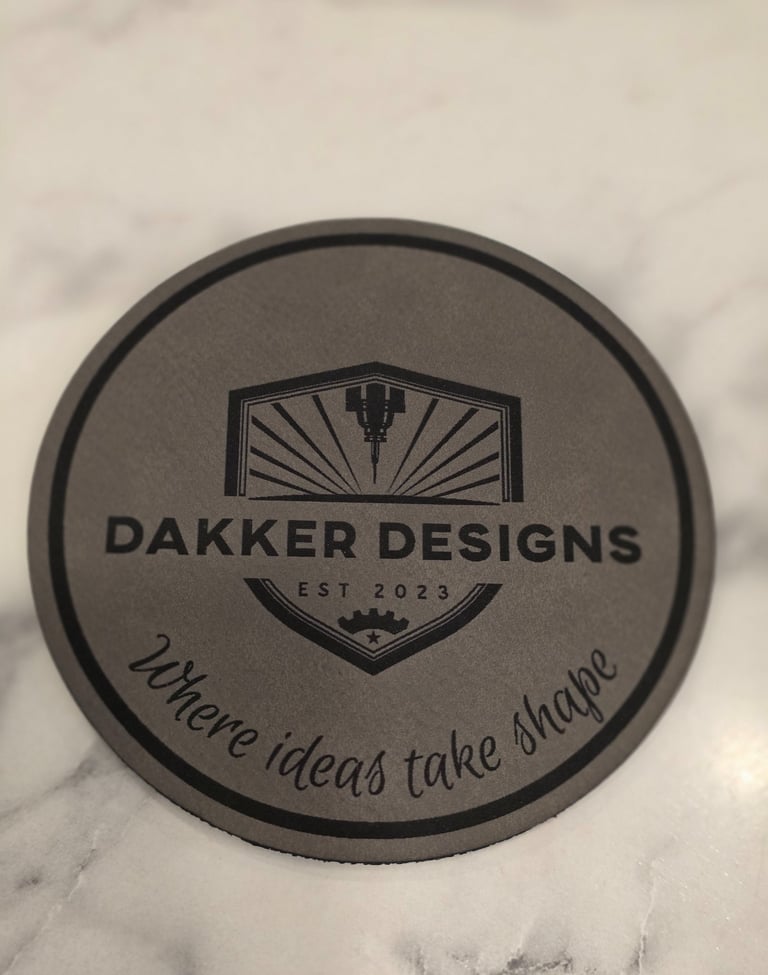 DAKKER DESIGNS
EST 2023
Where ideas take shape